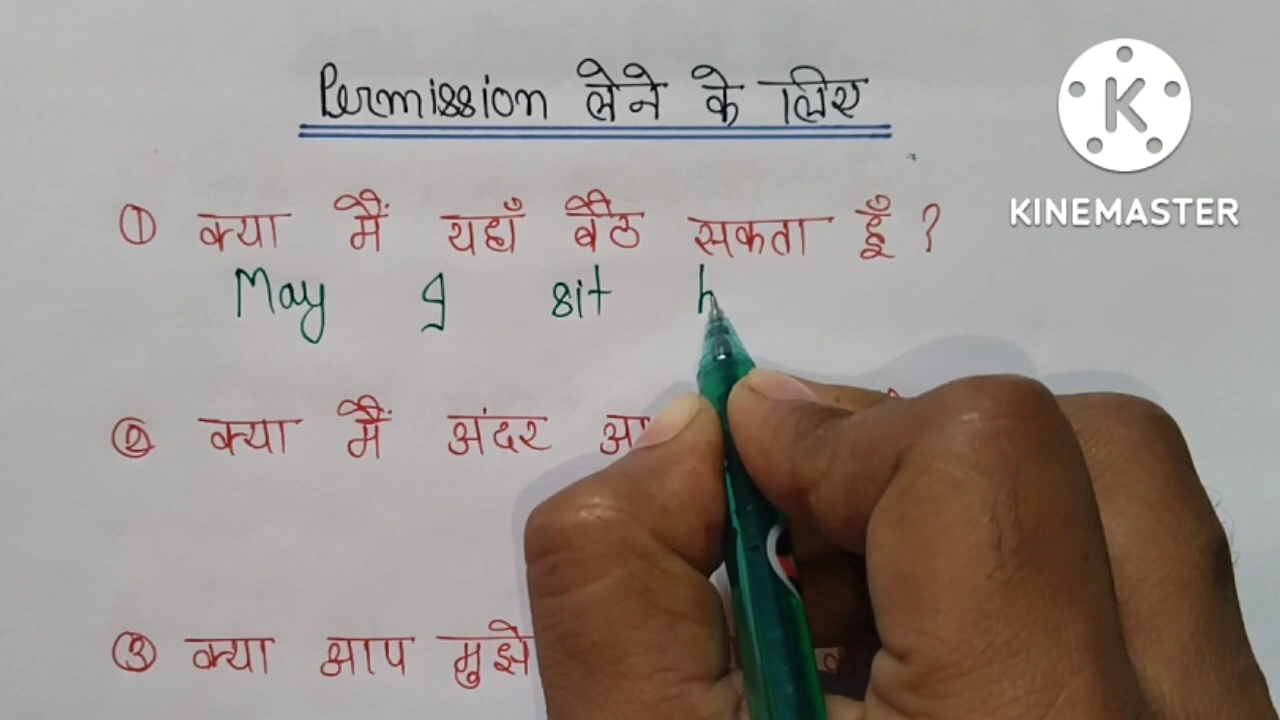 Permission लेने के लिए
KINEMASTER
① क्या मैं यहाँ बैठ सकता हूँ ?
May I sit h
② क्या मैं अंदर आ
③ क्या आप मुझे